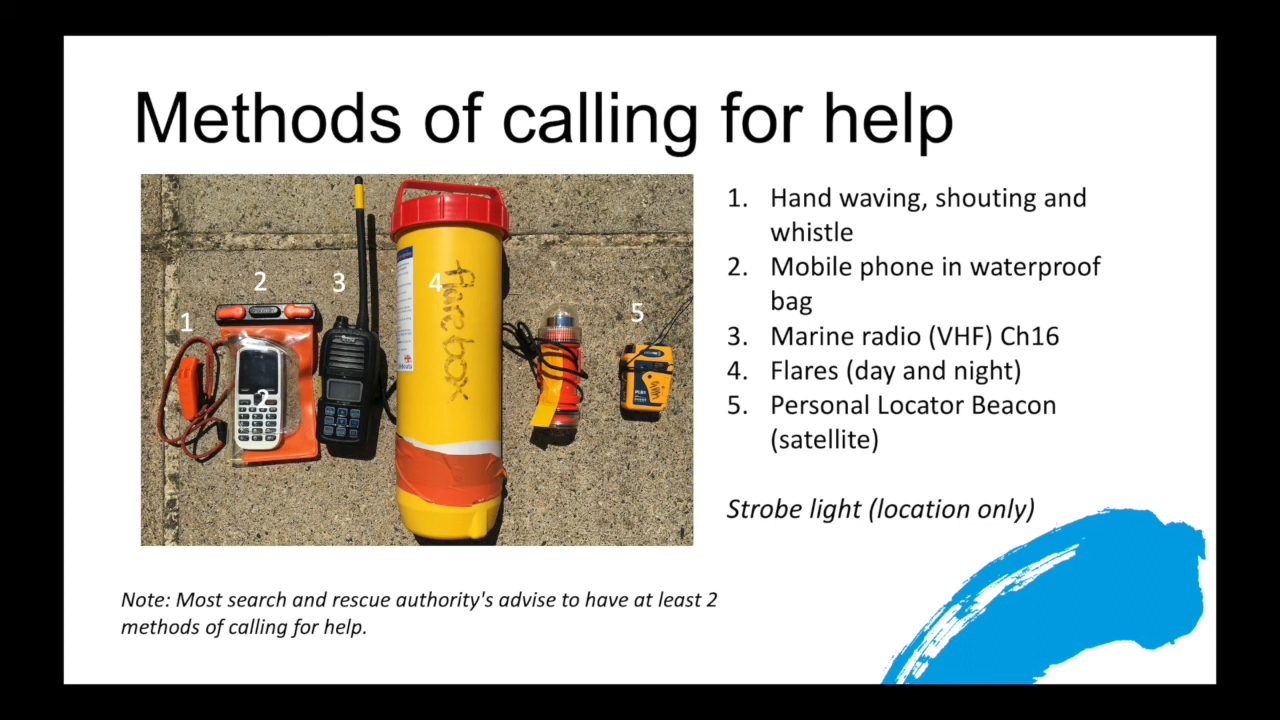 Methods of calling for help
1
2
3
4
5
flare box
PLB1
1. Hand waving, shouting and
whistle
2. Mobile phone in waterproof
bag
3. Marine radio (VHF) Ch16
4. Flares (day and night)
5. Personal Locator Beacon
(satellite)
Strobe light (location only)
Note: Most search and rescue authority's advise to have at least 2
methods of calling for help.